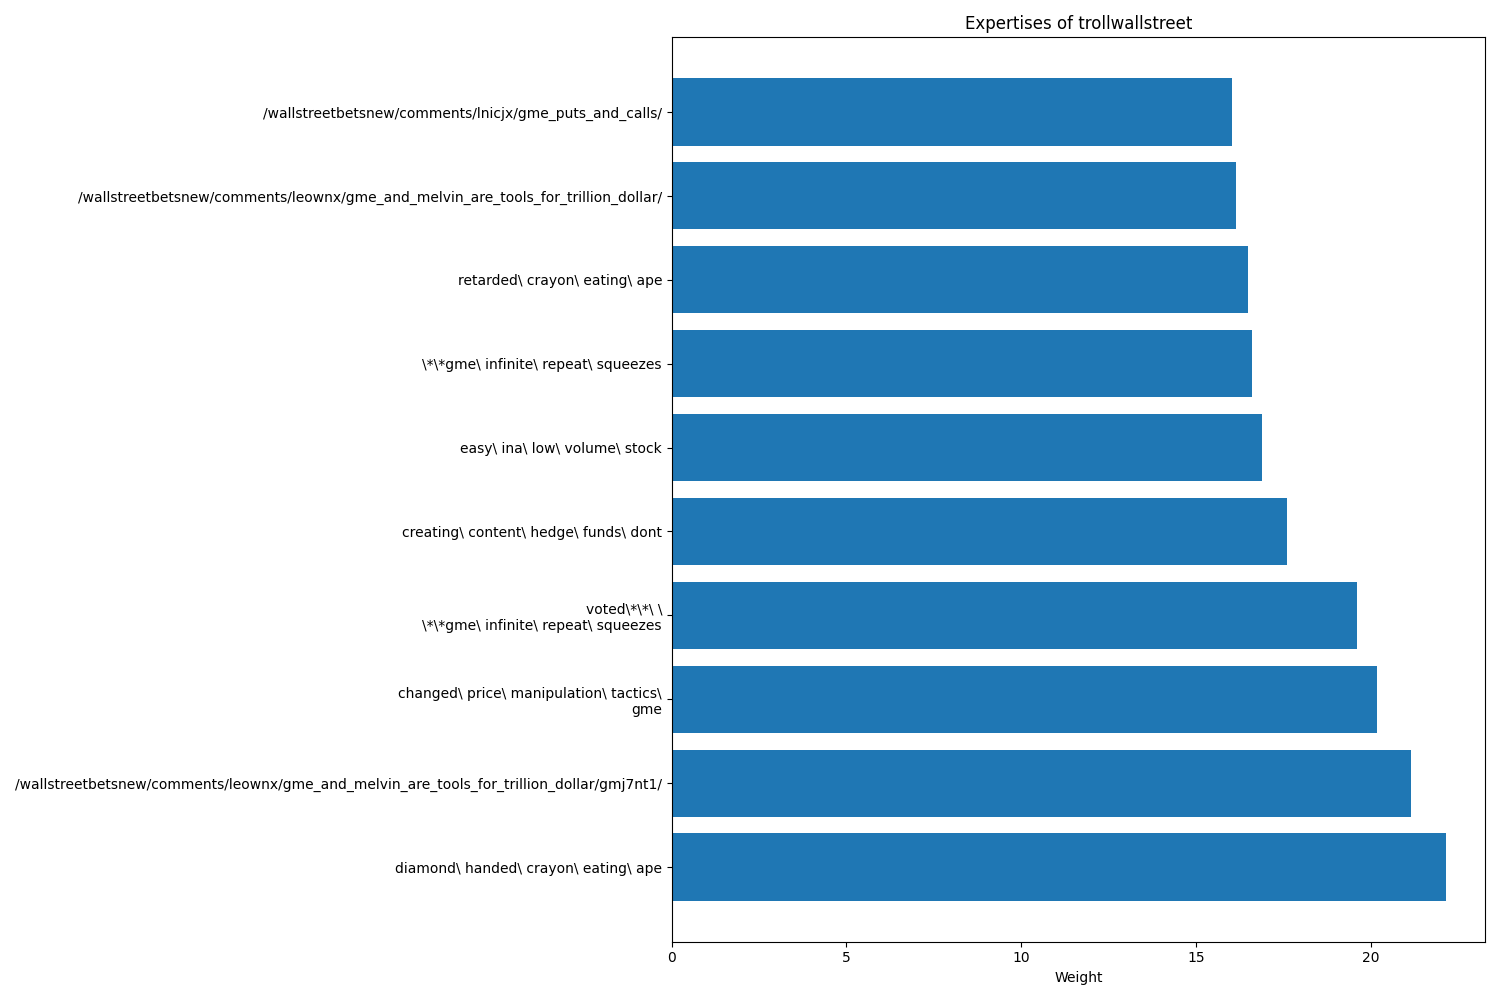 Expertises of trollwallstreet
/wallstreetbetsnew/comments/lnicjx/gme_puts_and_calls/
/wallstreetbetsnew/comments/leownx/gme_and_melvin_are_tools_for_trillion_dollar/
retarded\ crayon\ eating\ ape
\*\*gme\ infinite\ repeat\ squeezes
easy\ ina\ low\ volume\ stock
creating\ content\ hedge\ funds\ dont
voted\*\*\ \
\*\*gme\ infinite\ repeat\ squeezes
changed\ price\ manipulation\ tactics\
gme
/wallstreetbetsnew/comments/leownx/gme_and_melvin_are_tools_for_trillion_dollar/gmj7nt1/
diamond\ handed\ crayon\ eating\ ape
0 5 10 15 20
Weight